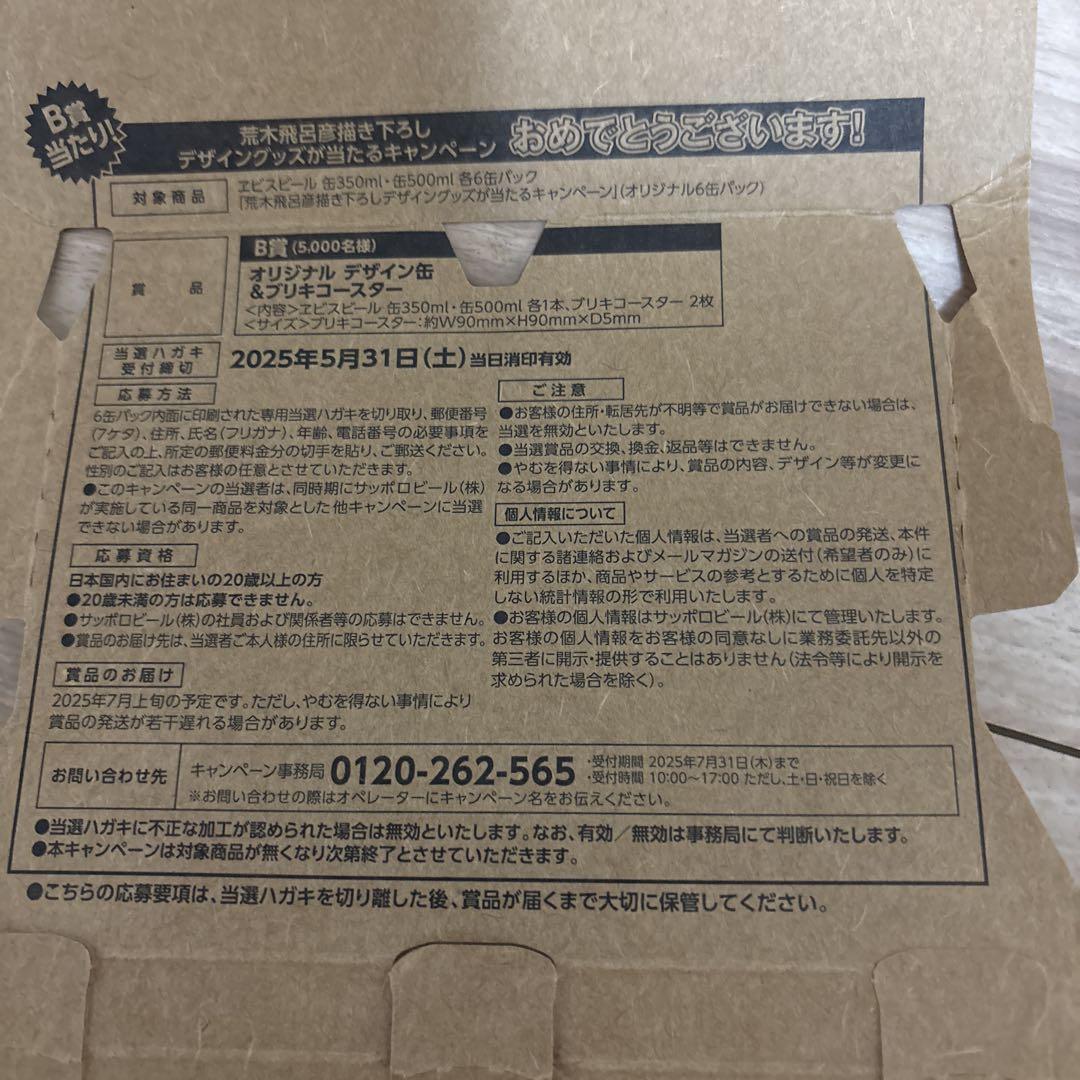 B賞
当たり!
荒木飛呂彦描き下ろし
デザイングッズが当たるキャンペーン
おめでとうございます!
対象商品
ヱビスビール 缶350ml・缶500ml 各6缶パック
「荒木飛呂彦描き下ろしデザイングッズが当たるキャンペーン」(オリジナル6缶パック)
賞品
B賞(5,000名様)
オリジナル デザイン缶
&ブリキコースター
<内容>ヱビスビール 缶350ml・缶500ml 各1本、ブリキコースター 2枚
<サイズ>ブリキコースター:約W90mm×H90mm×D5mm
当選ハガキ
受付締切
2025年5月31日(土)当日消印有効
応募方法
6缶パック内面に印刷された専用当選ハガキを切り取り、郵便番号
(7ケタ)、住所、氏名(フリガナ)、年齢、電話番号の必要事項を
ご記入の上、所定の郵便料金分の切手を貼り、ご郵送ください。
性別のご記入はお客様の任意とさせていただきます。
●このキャンペーンの当選者は、同時期にサッポロビール(株)
が実施している同一商品を対象とした他キャンペーンに当選
できない場合があります。
応募資格
日本国内にお住まいの20歳以上の方
●20歳未満の方は応募できません。
●サッポロビール(株)の社員および関係者等の応募はできません。
●賞品のお届け先は、当選者ご本人様の住所に限らせていただきます。
賞品のお届け
2025年7月上旬の予定です。ただし、やむを得ない事情により
賞品の発送が若干遅れる場合があります。
ご注意
●お客様の住所・転居先が不明等で賞品がお届けできない場合は、
当選を無効といたします。
●当選賞品の交換、換金、返品等はできません。
●やむを得ない事情により、賞品の内容、デザイン等が変更に
なる場合があります。
個人情報について
●ご記入いただいた個人情報は、当選者への賞品の発送、本件
に関する諸連絡およびメールマガジンの送付(希望者のみ)に
利用するほか、商品やサービスの参考とするために個人を特定
しない統計情報の形で利用いたします。
●お客様の個人情報はサッポロビール(株)にて管理いたします。
お客様の個人情報をお客様の同意なしに業務委託先以外の
第三者に開示・提供することはありません(法令等により開示を
求められた場合を除く)。
お問い合わせ先
キャンペーン事務局 0120-262-565
・受付期間 2025年7月31日(木)まで
・受付時間 10:00~17:00 ただし、土・日・祝日を除く
※お問い合わせの際はオペレーターにキャンペーン名をお伝えください。
●当選ハガキに不正な加工が認められた場合は無効といたします。なお、有効/無効は事務局にて判断いたします。
●本キャンペーンは対象商品が無くなり次第終了とさせていただきます。
●こちらの応募要項は、当選ハガキを切り離した後、賞品が届くまで大切に保管してください。